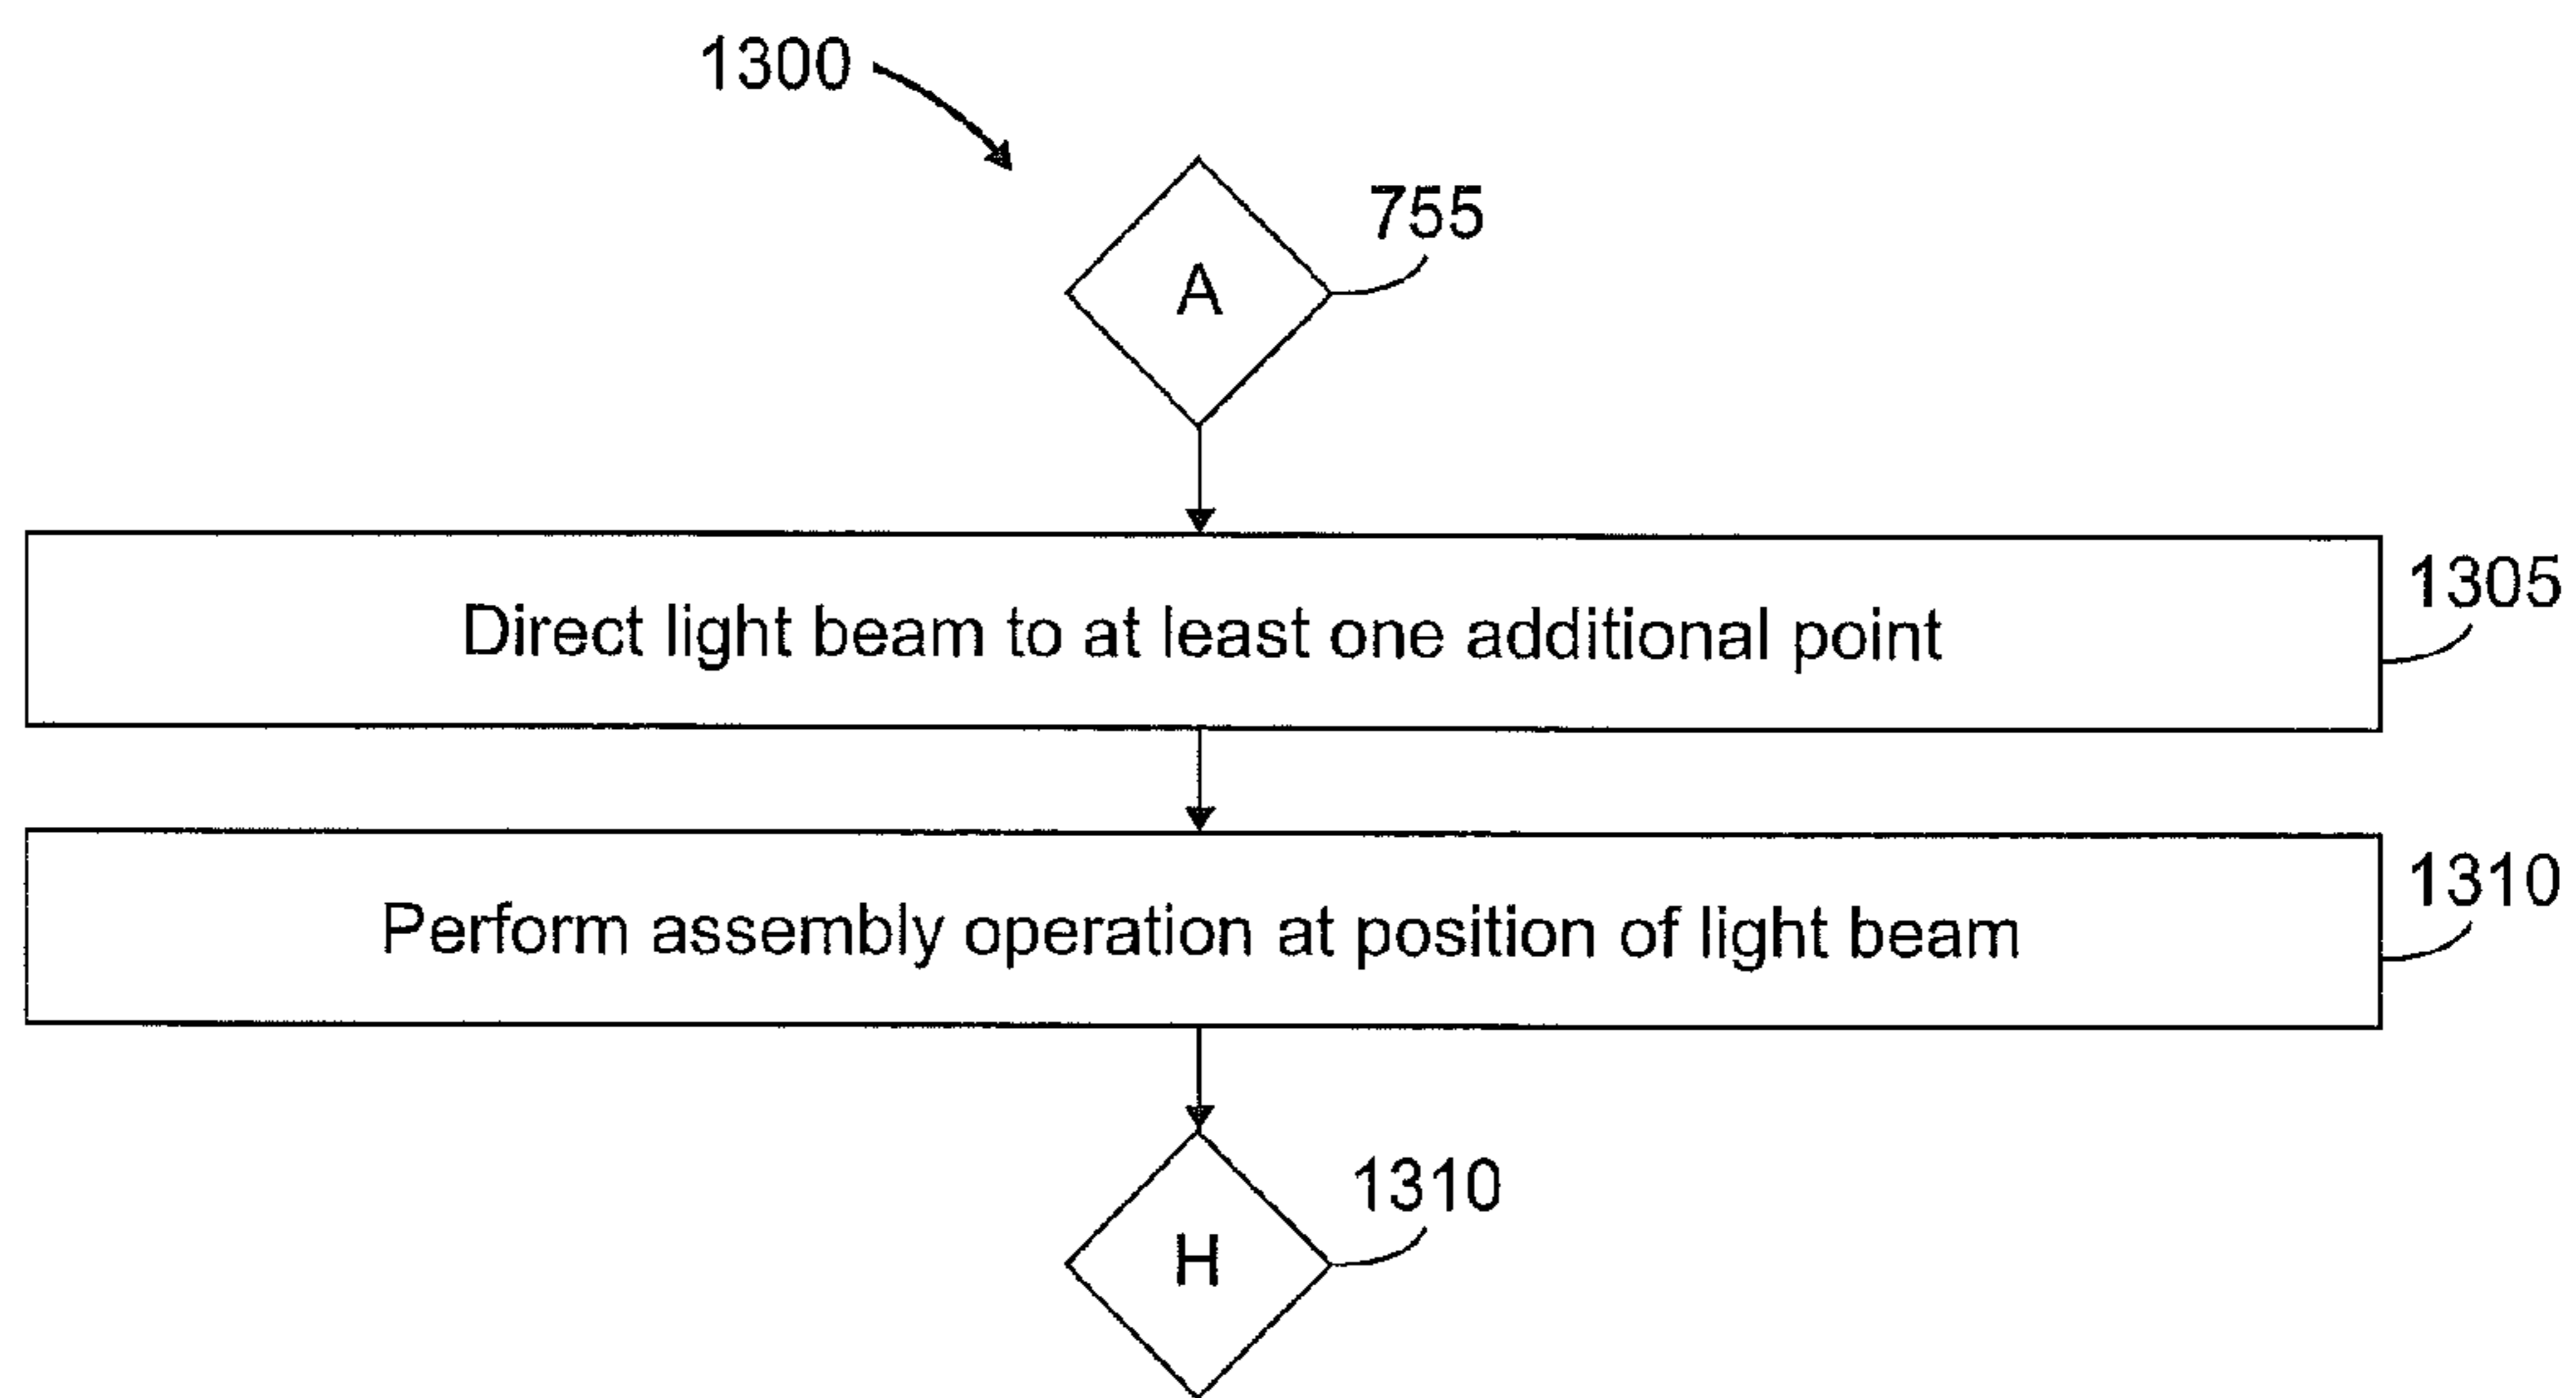 1300
755
A
1305
Direct light beam to at least one additional point
1310
Perform assembly operation at position of light beam
1310
H